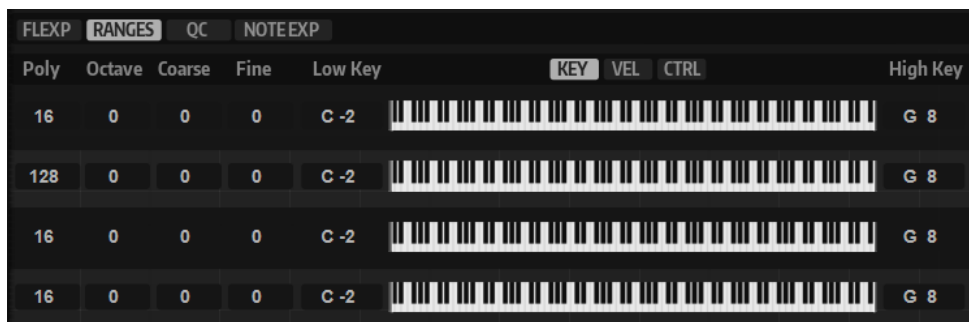 FLEXP RANGES QC NOTE EXP
Poly Octave Coarse Fine Low Key KEY VEL CTRL High Key
16 0 0 0 C -2 G 8
128 0 0 0 C -2 G 8
16 0 0 0 C -2 G 8
16 0 0 0 C -2 G 8